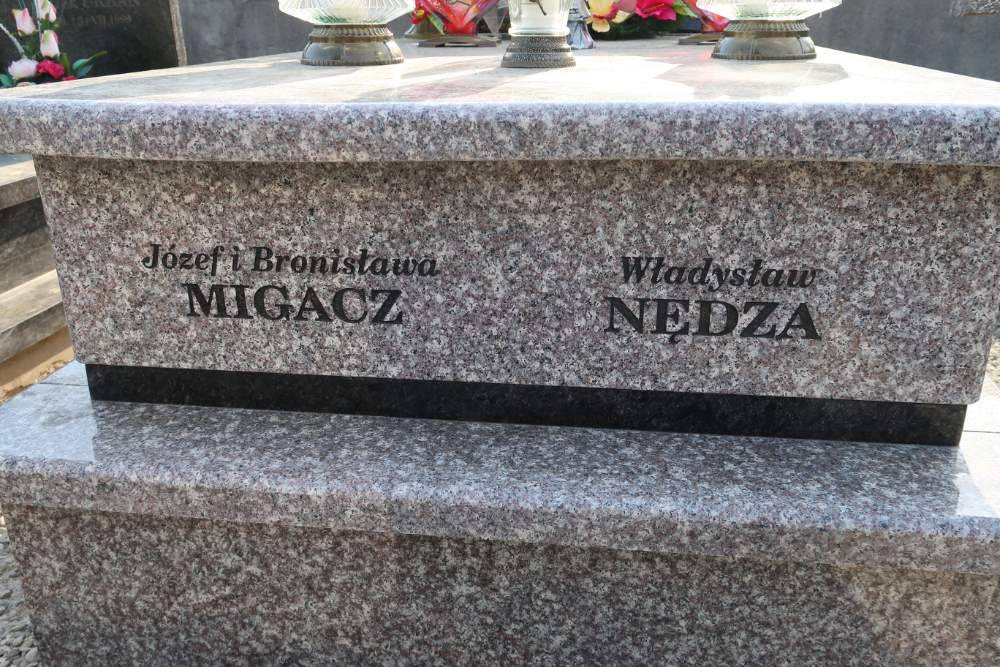 Józef i Bronisława
MIGACZ
Władysław
NĘDZA